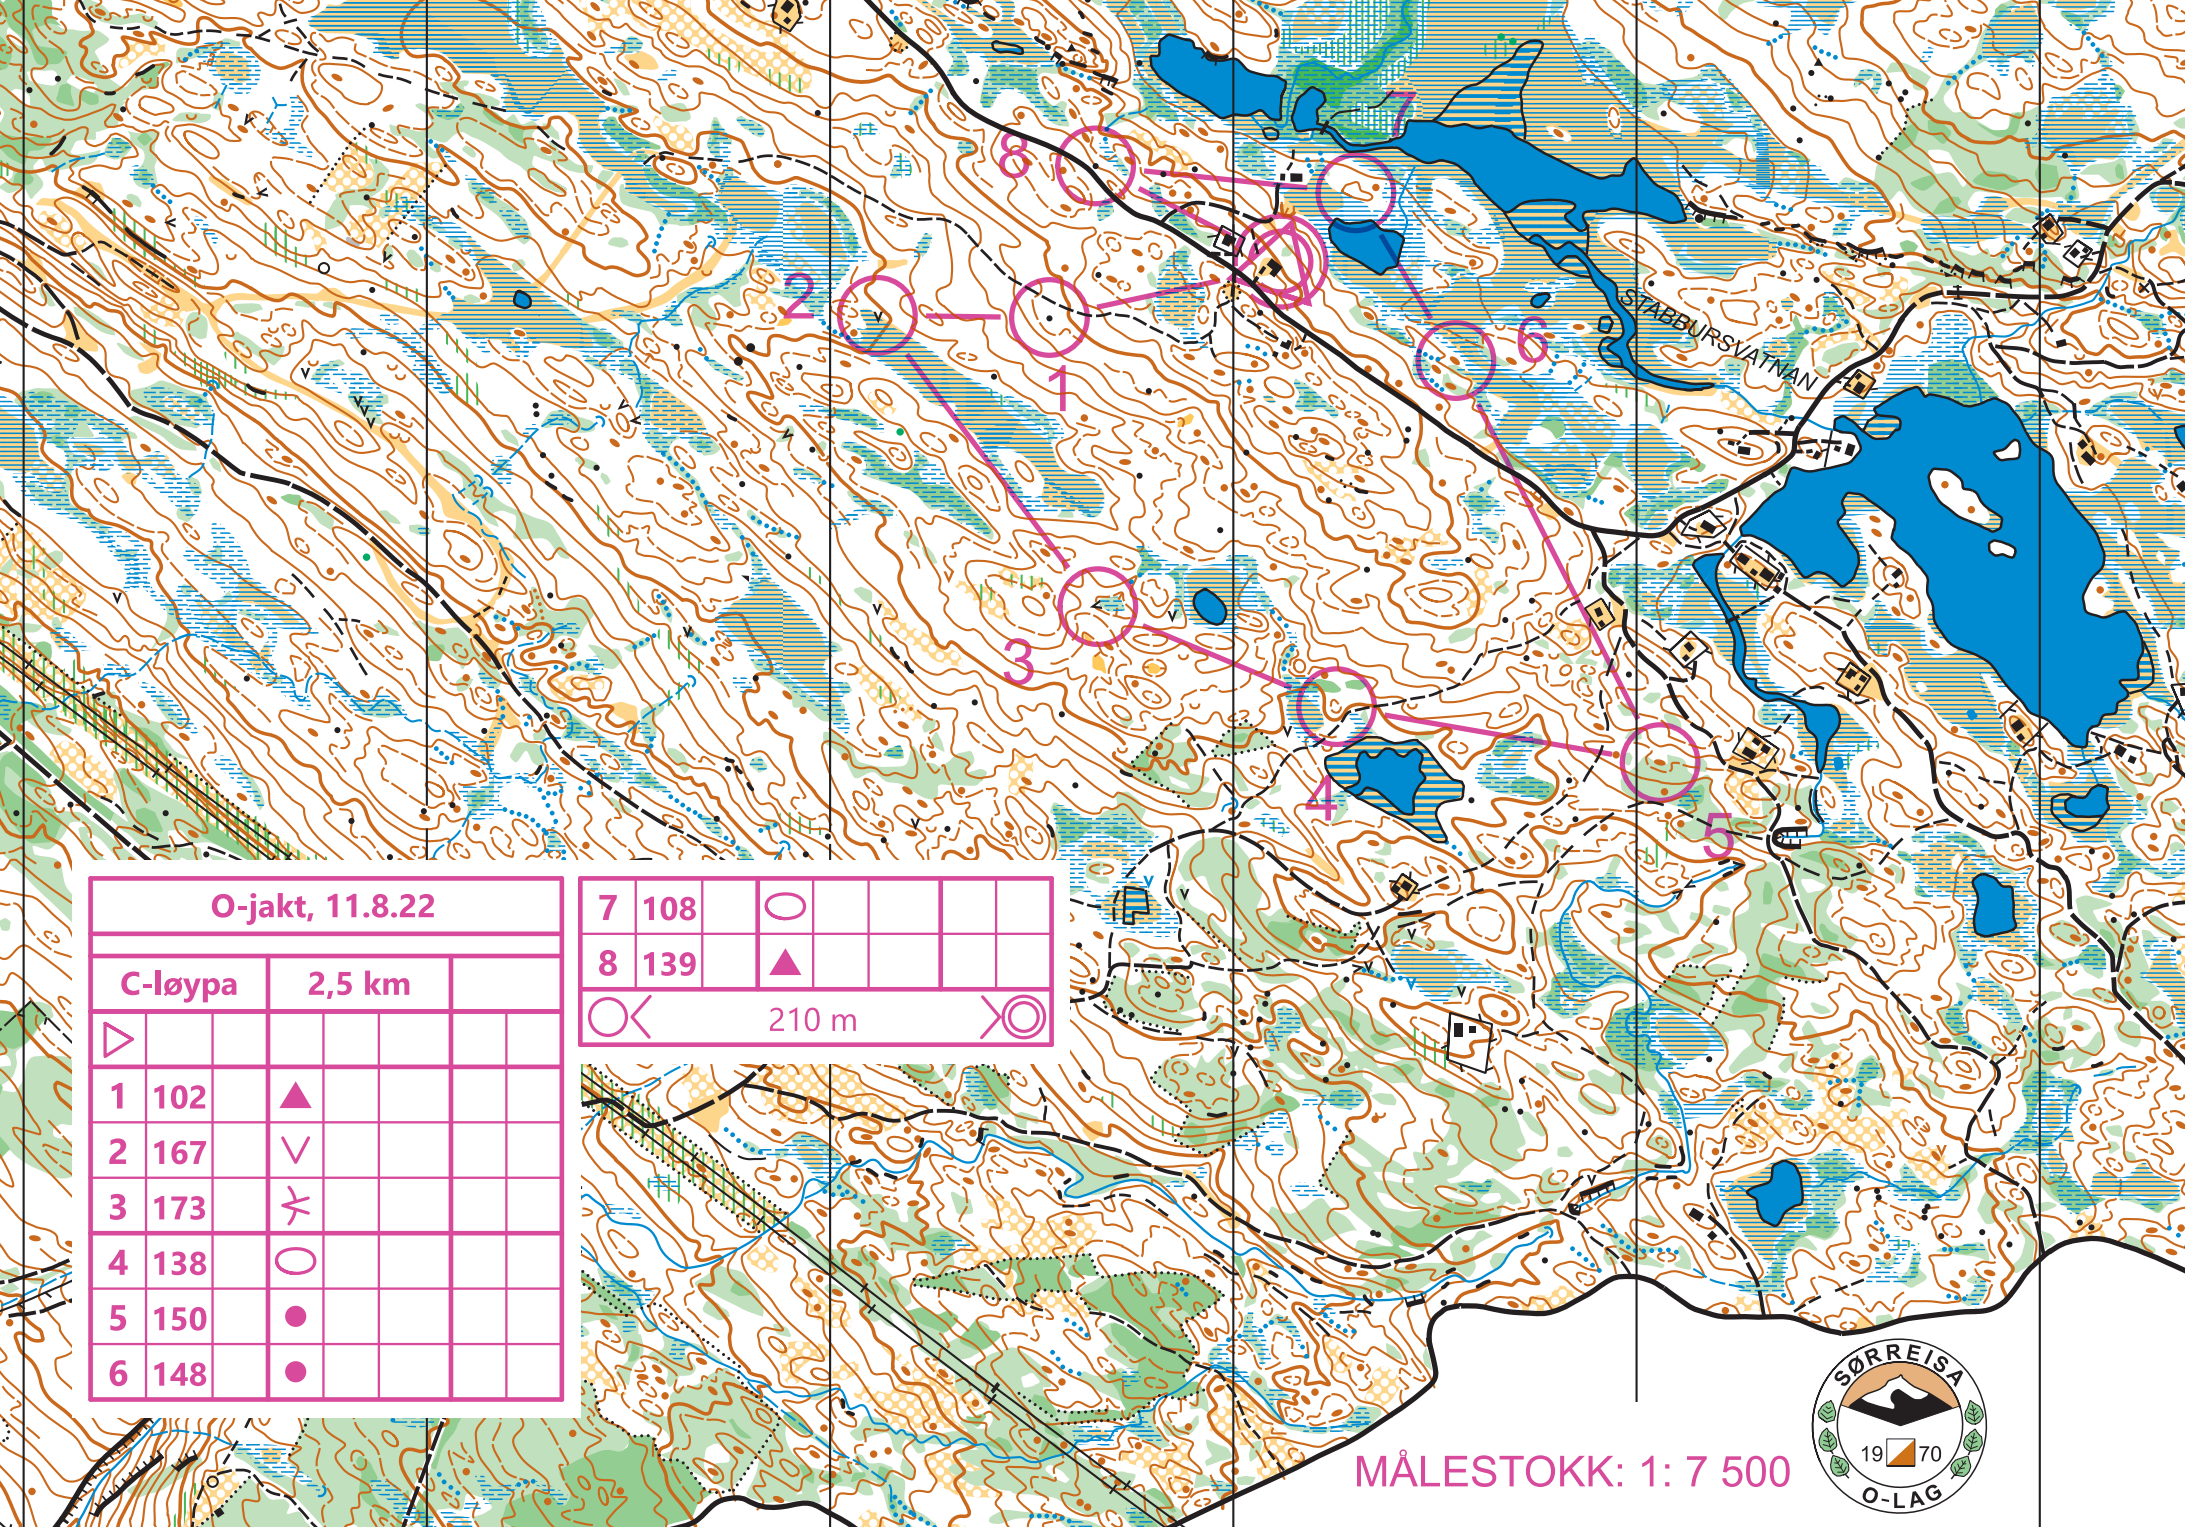 8
7
2
1
6
STABBURSVATNAN
3
4
5
O-jakt, 11.8.22
C-løypa 2,5 km
1 102
2 167
3 173
4 138
5 150
6 148
7 108
8 139
210 m
MÅLESTOKK: 1: 7 500
SØRREISA
19 70
O-LAG